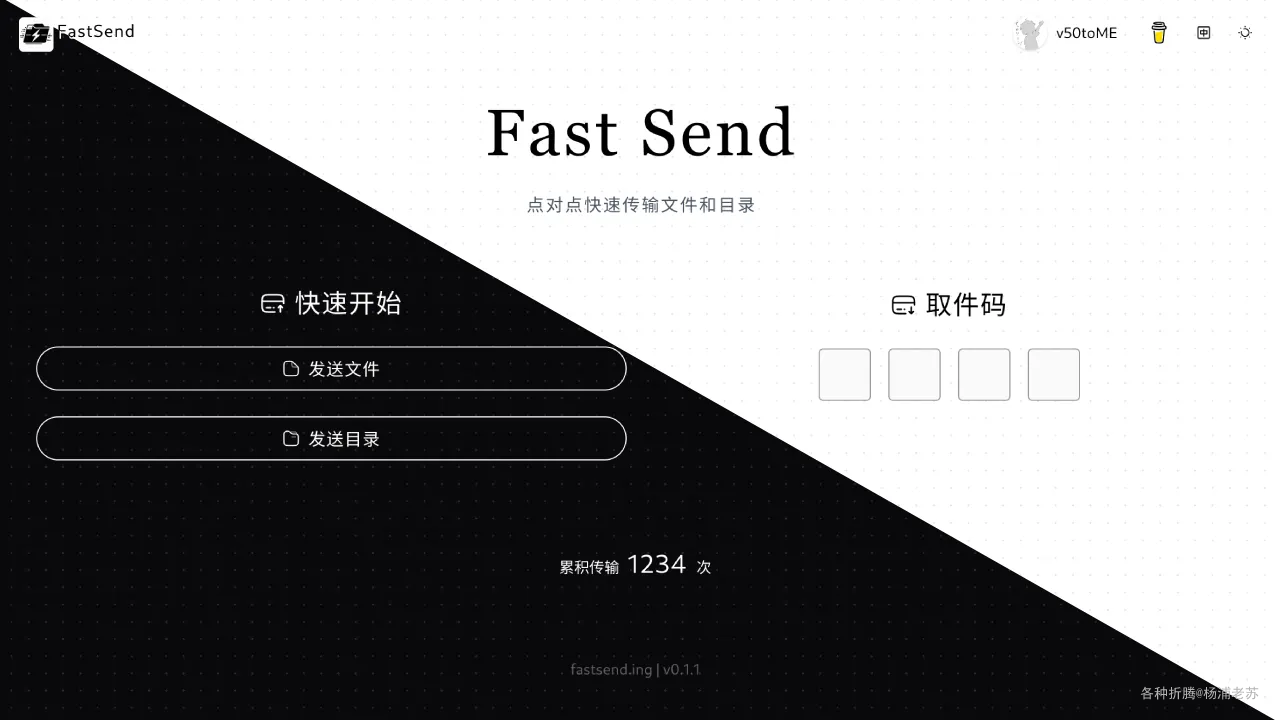 FastSend
v50toME
中
Fast Send
点对点快速传输文件和目录
快速开始
取件码
发送文件
发送目录
累积传输 1234 次
fastsend.ing | v0.1.1
各种折腾@杨浦老苏